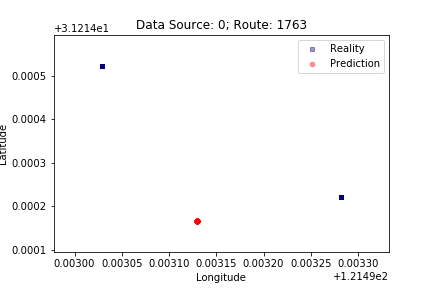 Data Source: 0; Route: 1763
+3.1214e1
Reality
Prediction
0.0005
0.0004
0.0003
0.0002
0.0001
Latitude
0.00300 0.00305 0.00310 0.00315 0.00320 0.00325 0.00330
Longitude
+1.2149e2